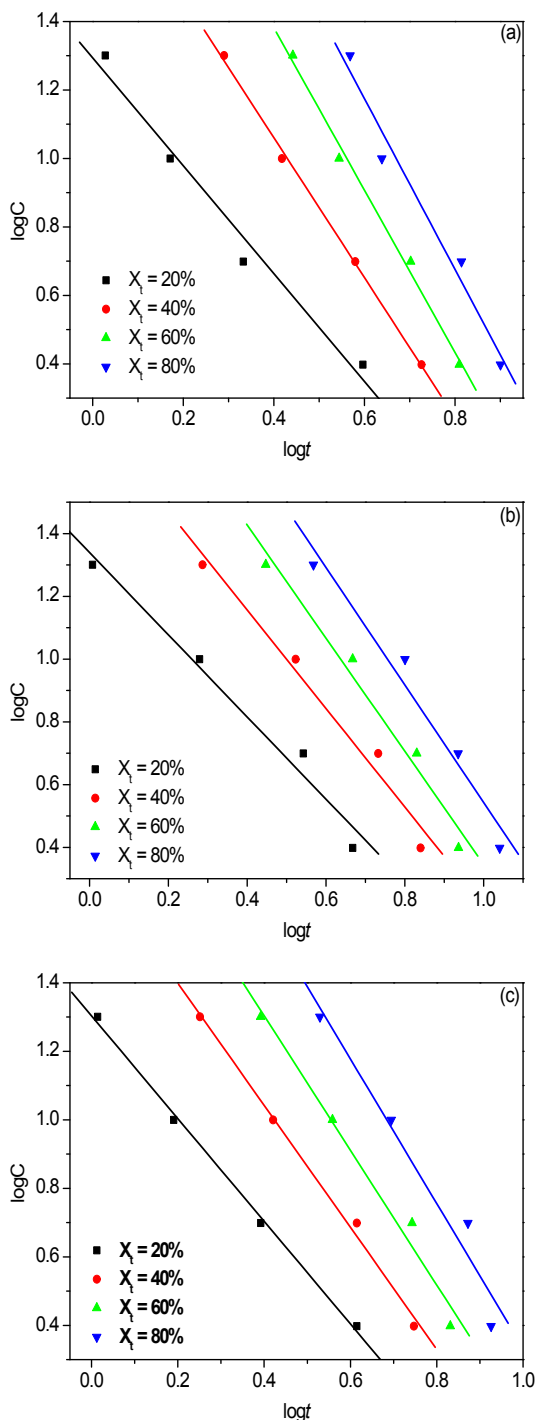 (a)
1.4
1.2
1.0
0.8
0.6
0.4
logC
X_t = 20%
X_t = 40%
X_t = 60%
X_t = 80%
0.0 0.2 0.4 0.6 0.8
logt
(b)
1.4
1.2
1.0
0.8
0.6
0.4
logC
X_t = 20%
X_t = 40%
X_t = 60%
X_t = 80%
0.0 0.2 0.4 0.6 0.8 1.0
logt
(c)
1.4
1.2
1.0
0.8
0.6
0.4
logC
X_t = 20%
X_t = 40%
X_t = 60%
X_t = 80%
0.0 0.2 0.4 0.6 0.8 1.0
logt